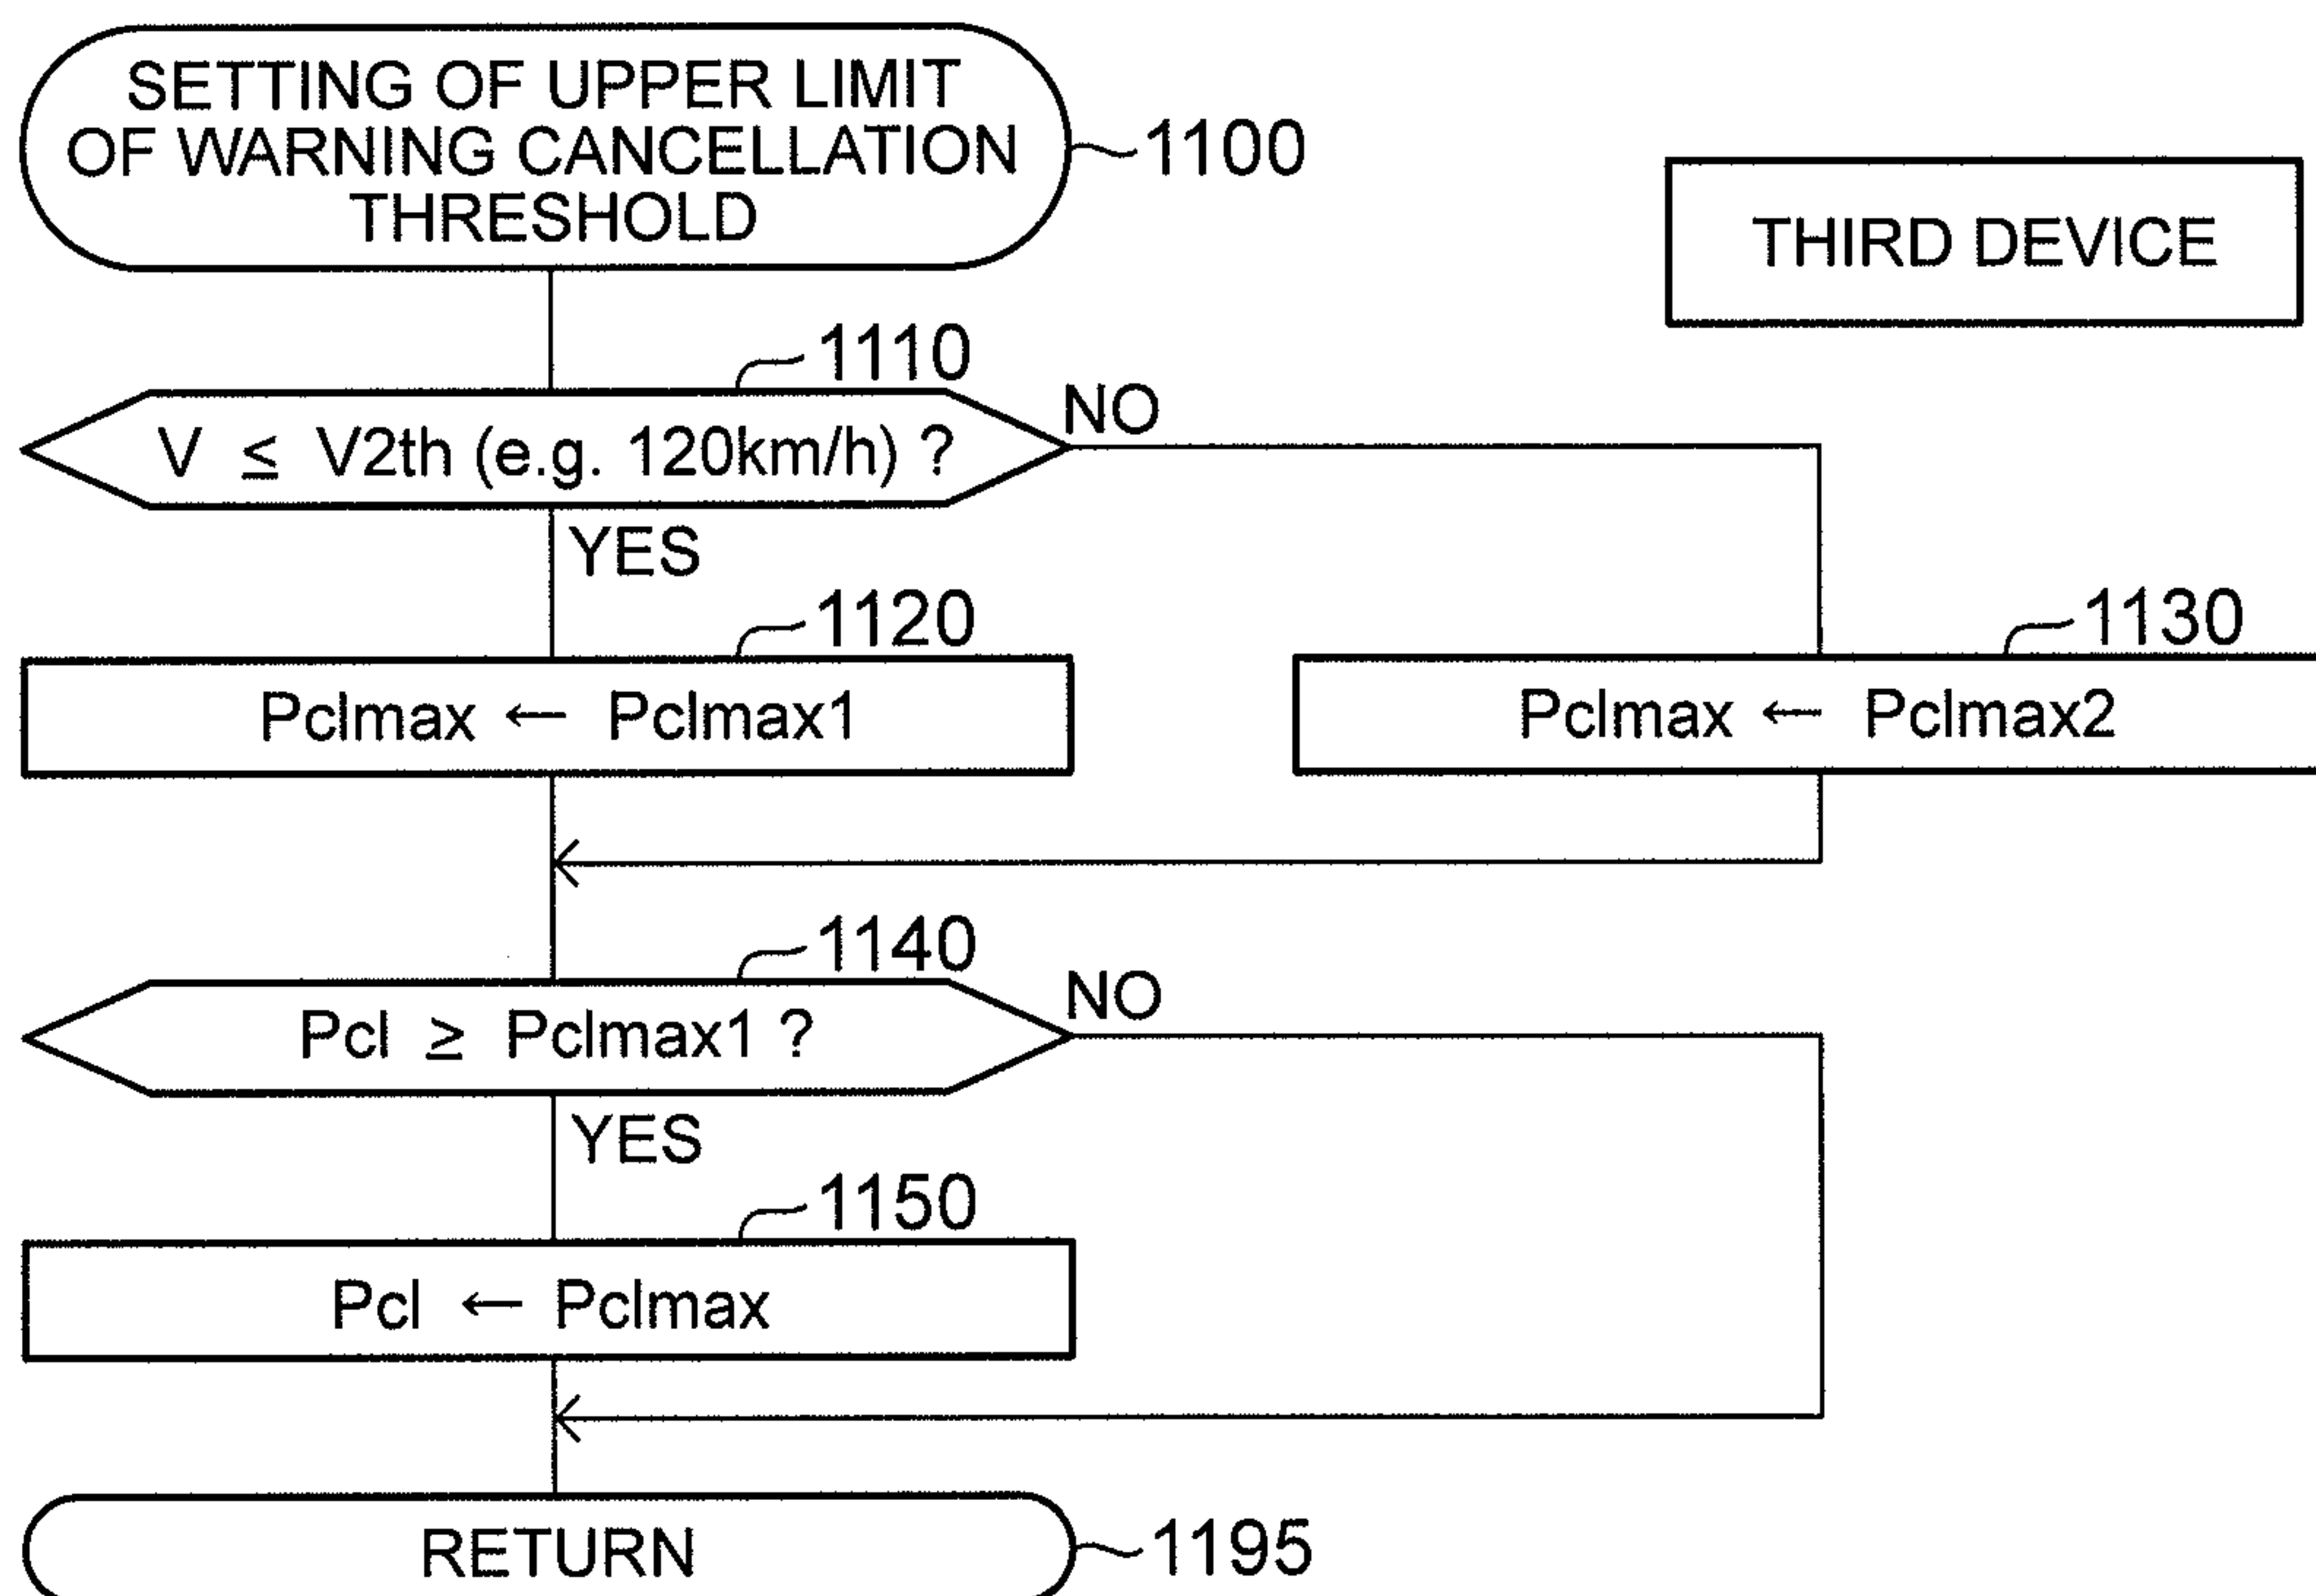 SETTING OF UPPER LIMIT
OF WARNING CANCELLATION
THRESHOLD
1100
THIRD DEVICE
1110
V ≤ V2th (e.g. 120km/h) ?
NO
YES
1120
Pclmax ← Pclmax1
1130
Pclmax ← Pclmax2
1140
Pcl ≥ Pclmax1 ?
NO
YES
1150
Pcl ← Pclmax
RETURN
1195